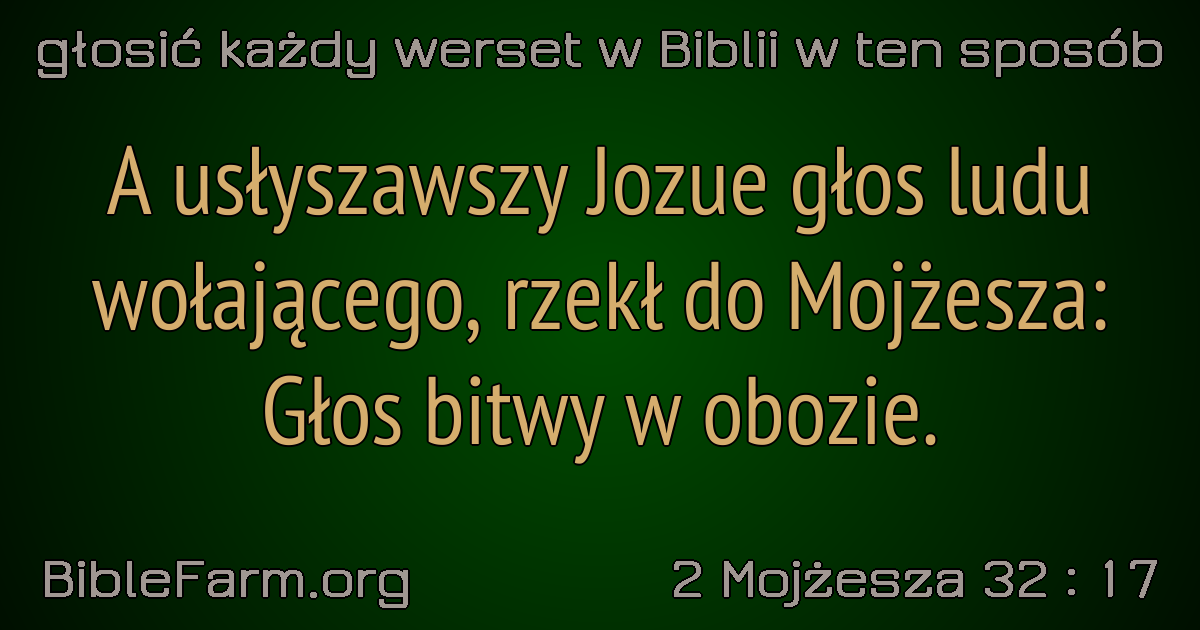 głosić każdy werset w Biblii w ten sposób
A usłyszawszy Jozue głos ludu
wołającego, rzekł do Mojżesza:
Głos bitwy w obozie.
BibleFarm.org
2 Mojżesza 32 : 17